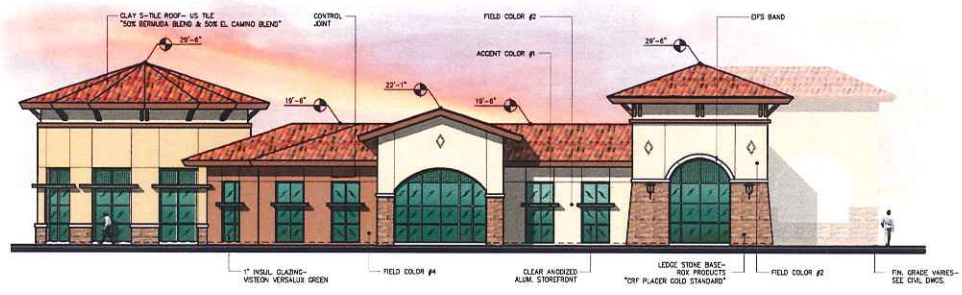 CLAY S-TILE ROOF- US TILE
"50% BERMUDA BLEND & 50% EL CAMINO BLEND"
CONTROL
JOINT
FIELD COLOR #2
EIFS BAND
ACCENT COLOR #1
29'-6"
29'-6"
22'-1"
19'-6"
19'-6"
1" INSUL. GLAZING-
VISTEON VERSALUX GREEN
FIELD COLOR #4
CLEAR ANODIZED
ALUM. STOREFRONT
LEDGE STONE BASE-
ROX PRODUCTS
"CRF PLACER GOLD STANDARD"
FIELD COLOR #2
FIN. GRADE VARIES-
SEE CIVIL DWGS.